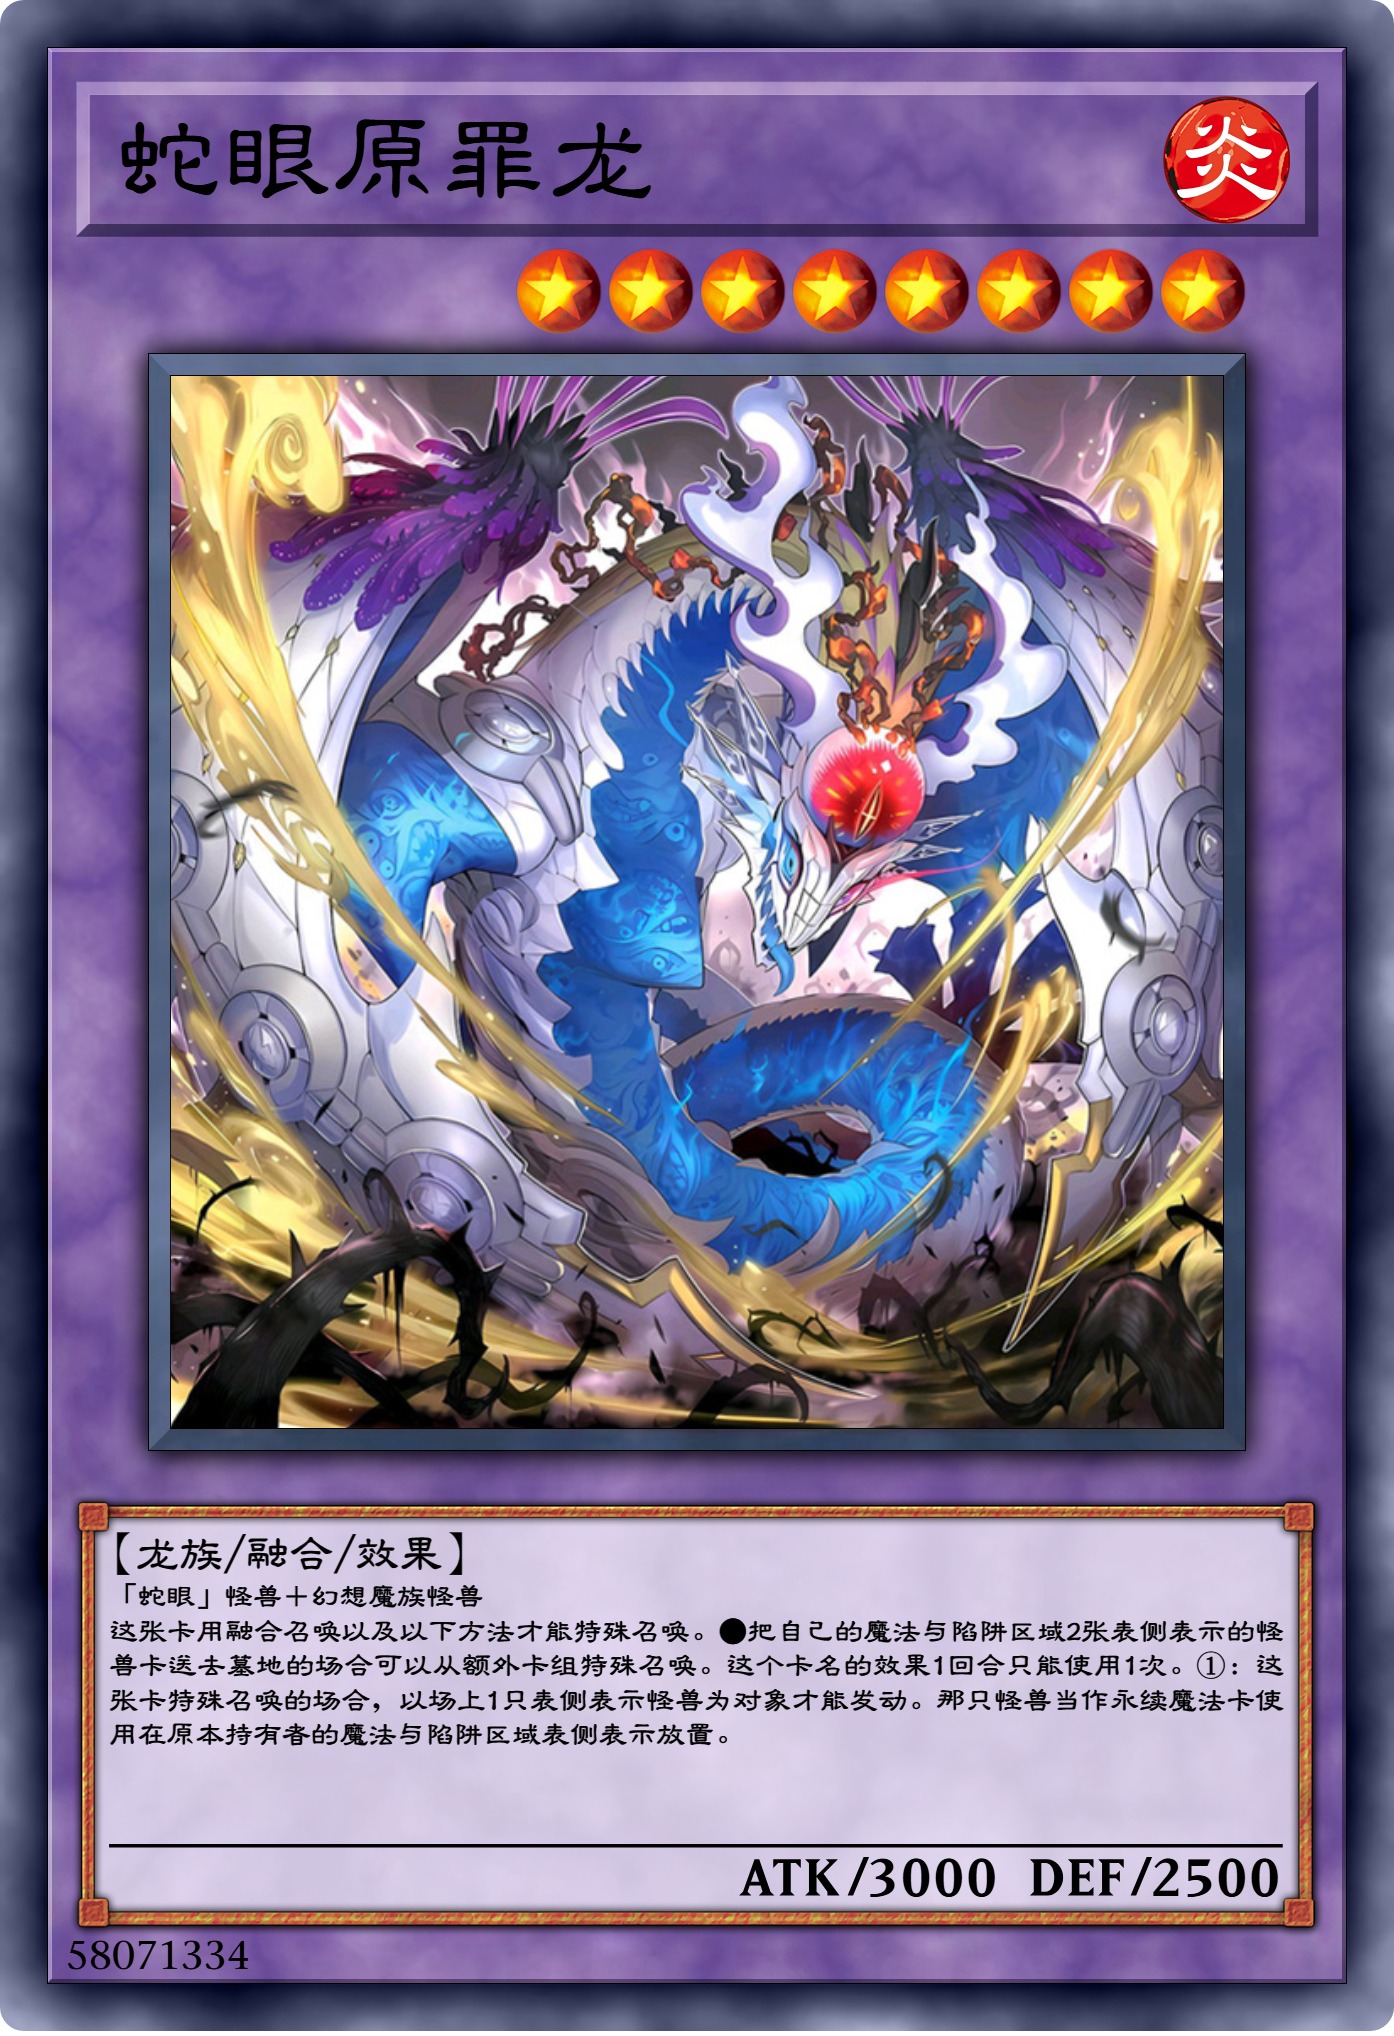 蛇眼原罪龙
炎
【龙族/融合/效果】
「蛇眼」怪兽＋幻想魔族怪兽
这张卡用融合召唤以及以下方法才能特殊召唤。●把自己的魔法与陷阱区域2张表侧表示的怪
兽卡送去墓地的场合可以从额外卡组特殊召唤。这个卡名的效果1回合只能使用1次。①：这
张卡特殊召唤的场合，以场上1只表侧表示怪兽为对象才能发动。那只怪兽当作永续魔法卡使
用在原本持有者的魔法与陷阱区域表侧表示放置。
ATK/3000 DEF/2500
58071334